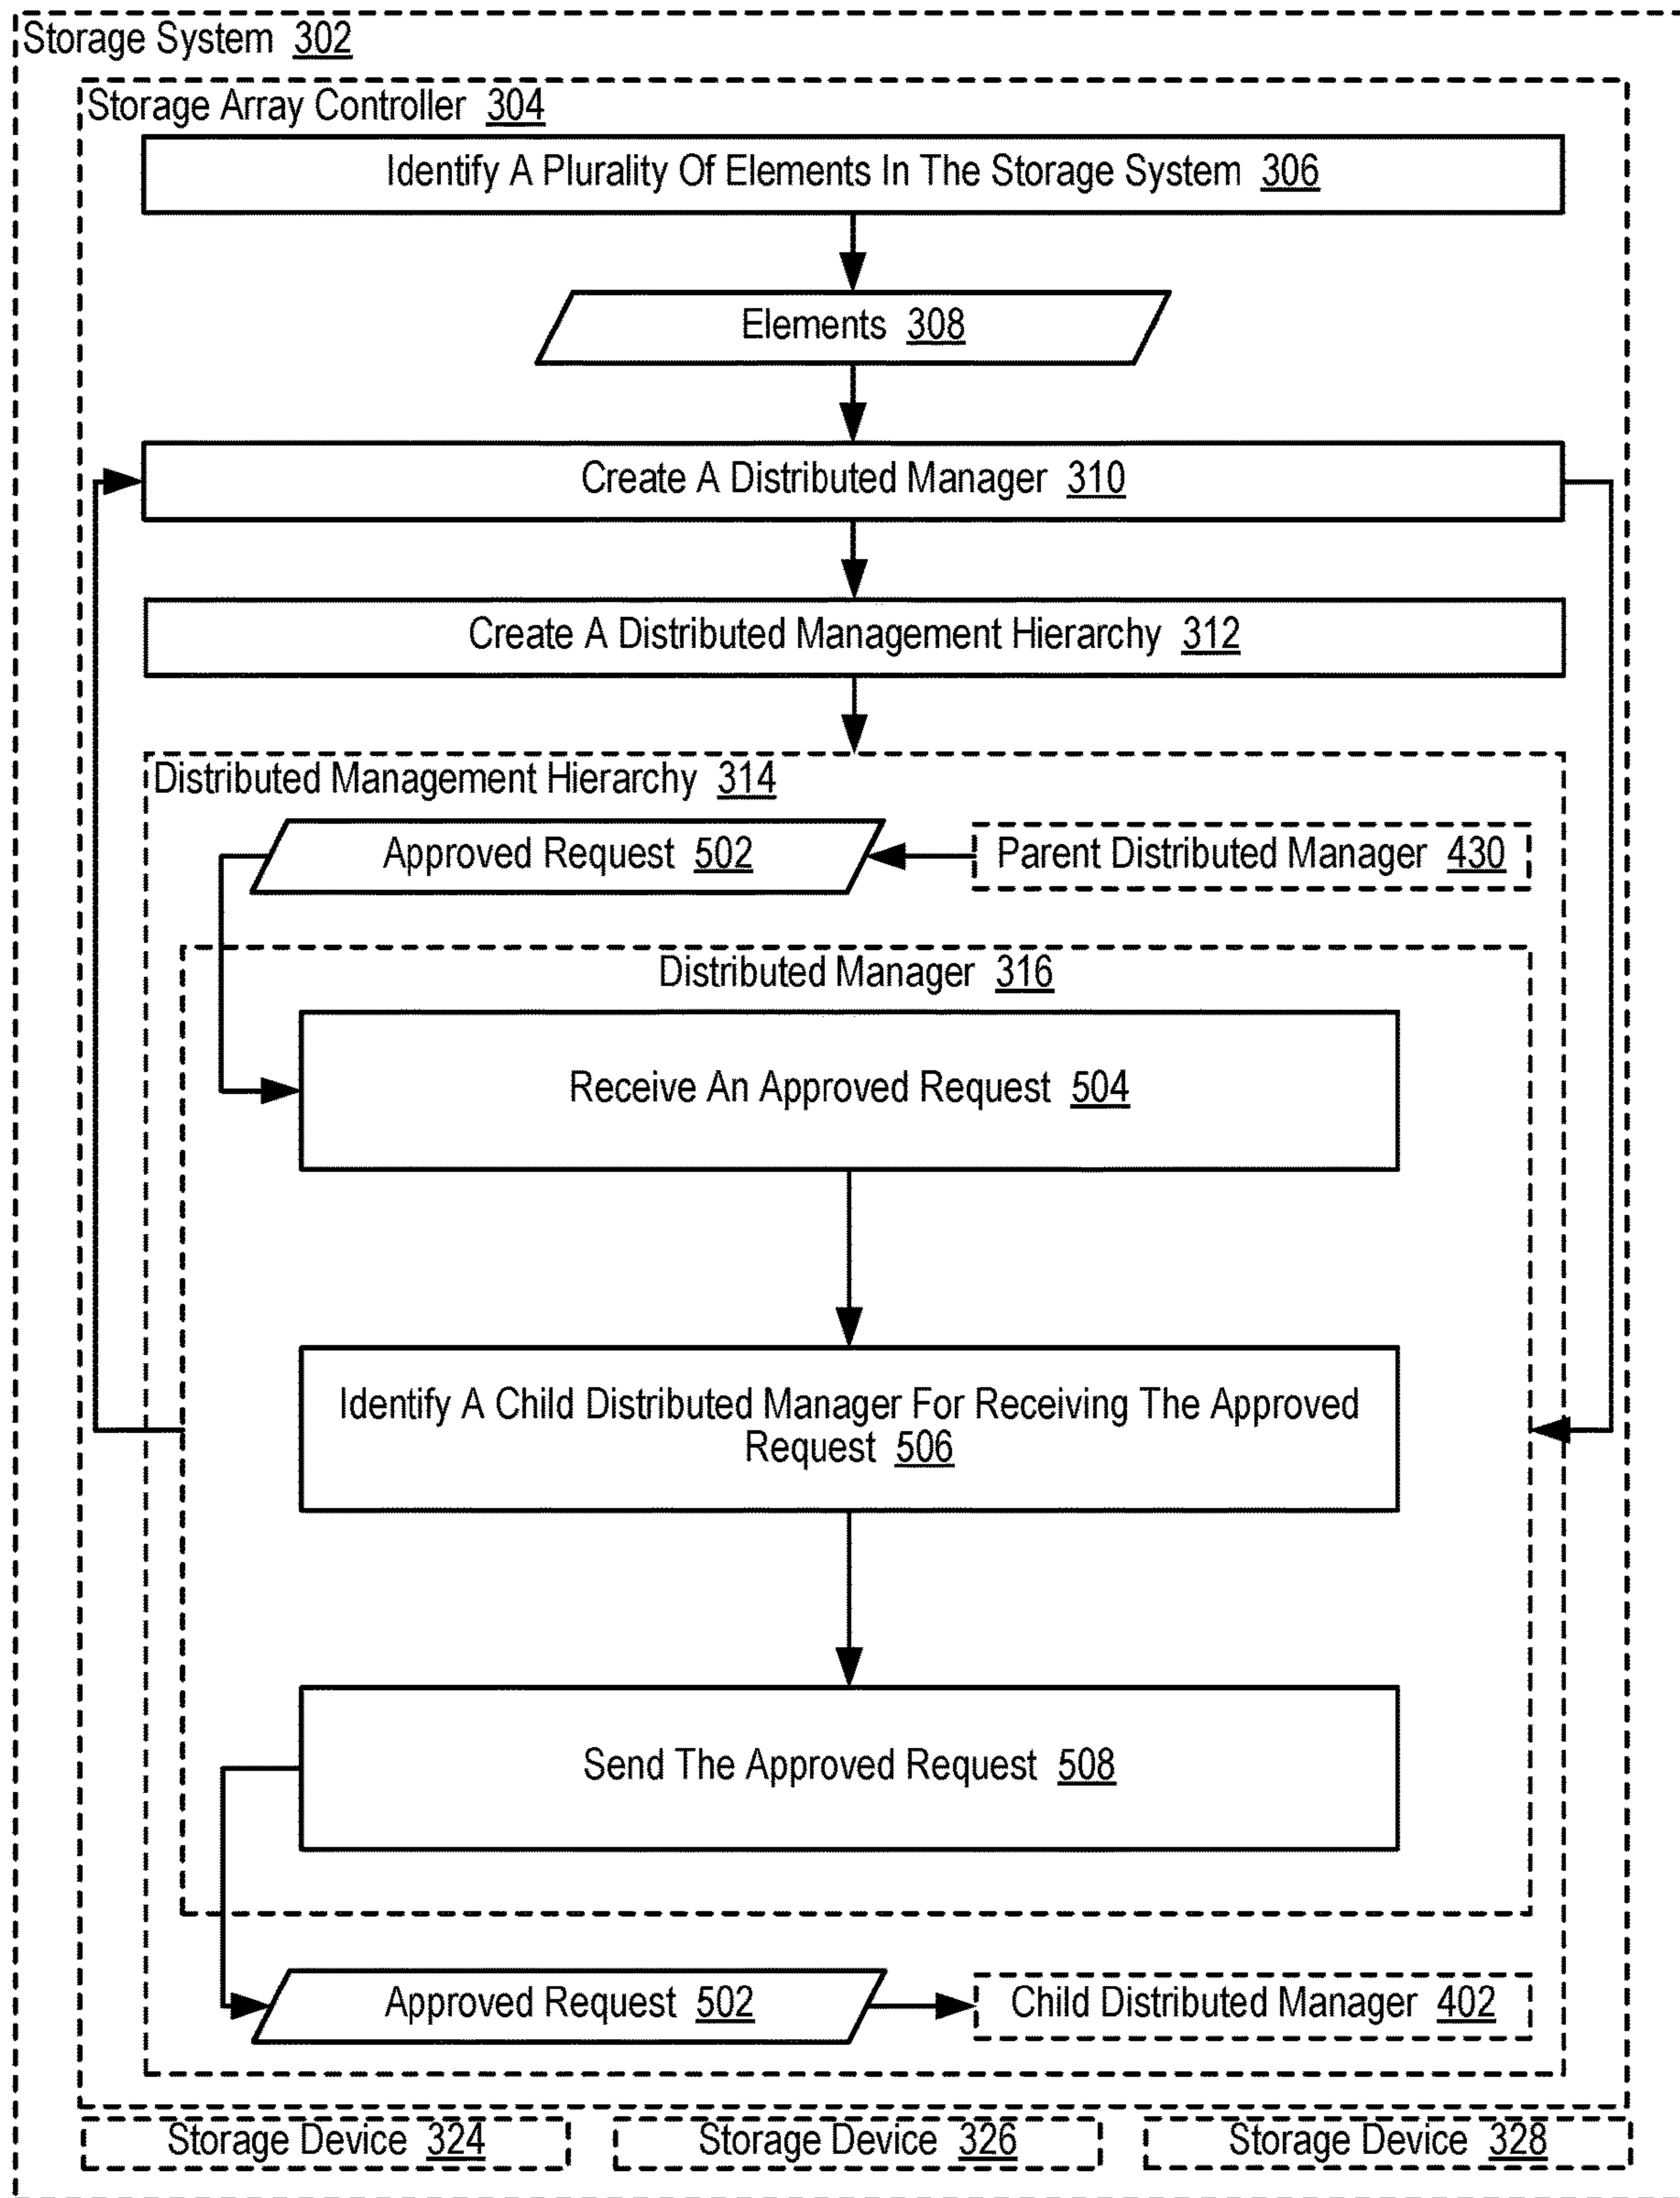 Storage System 302
Storage Array Controller 304
Identify A Plurality Of Elements In The Storage System 306
Elements 308
Create A Distributed Manager 310
Create A Distributed Management Hierarchy 312
Distributed Management Hierarchy 314
Approved Request 502
Parent Distributed Manager 430
Distributed Manager 316
Receive An Approved Request 504
Identify A Child Distributed Manager For Receiving The Approved
Request 506
Send The Approved Request 508
Approved Request 502
Child Distributed Manager 402
Storage Device 324
Storage Device 326
Storage Device 328